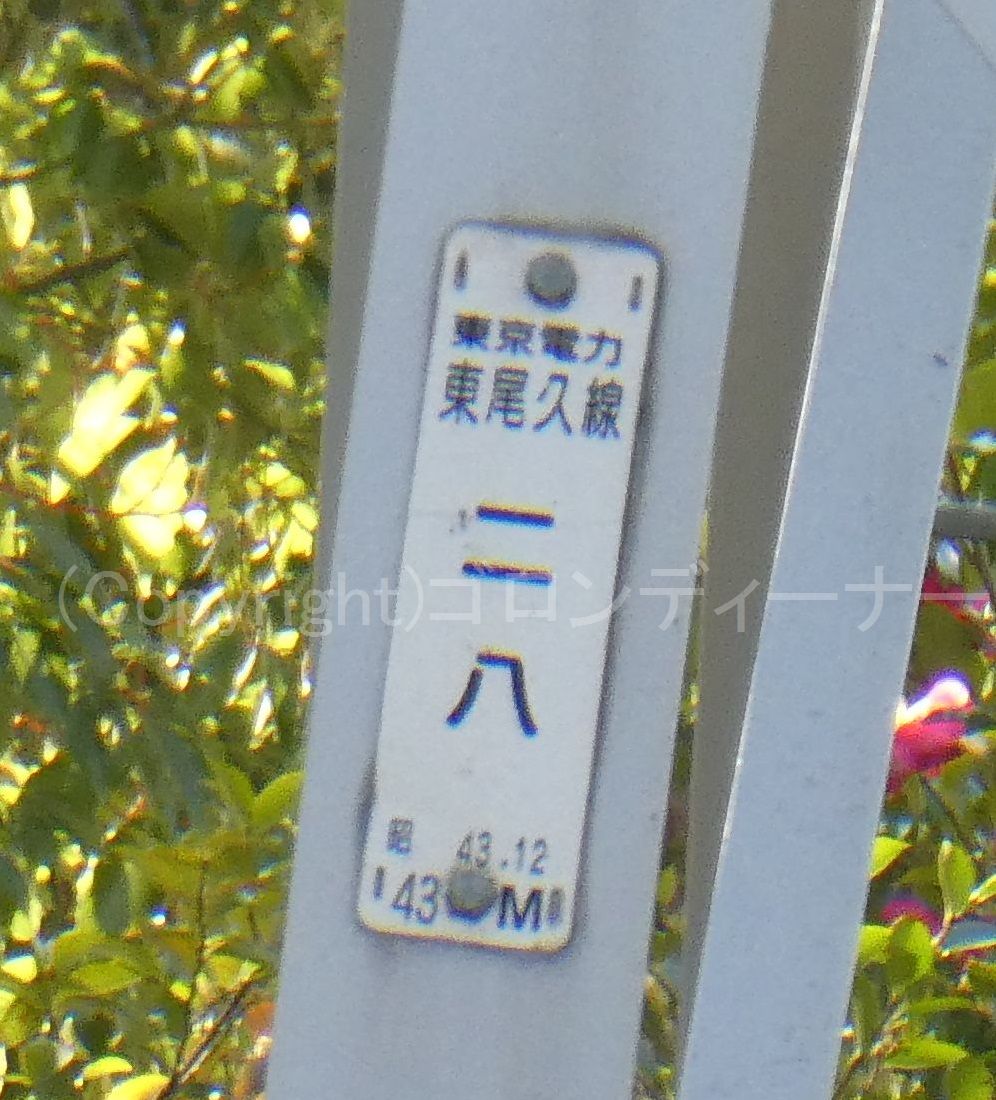 東京電力
東尾久線
二
八
昭 43.12
43 M
(Copyright)コロンディーナー